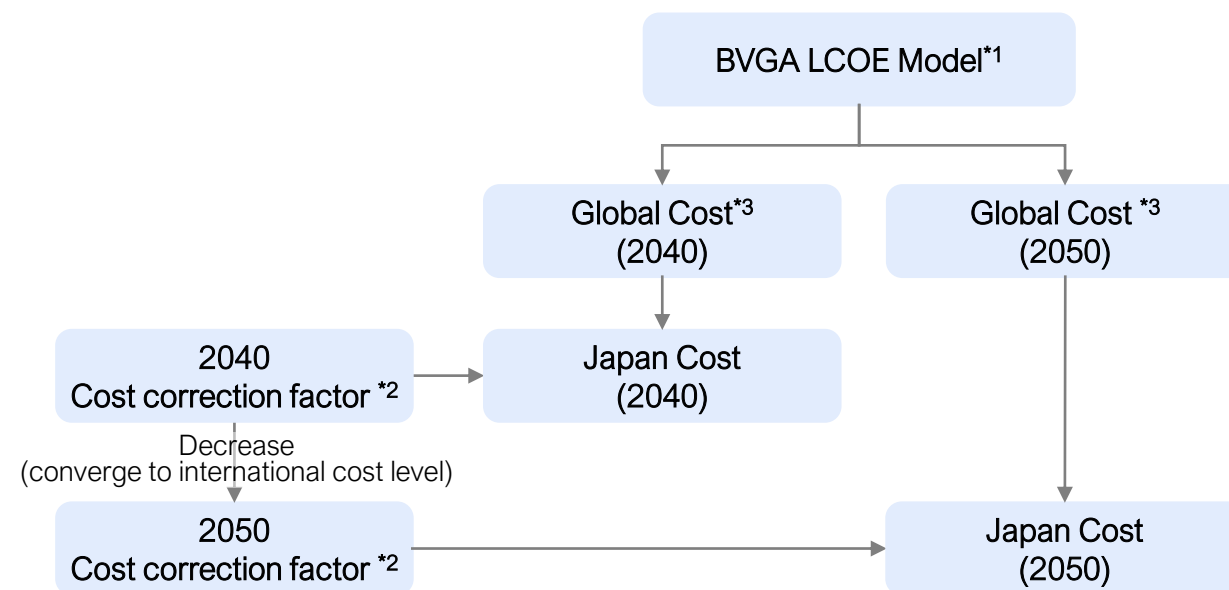 BVGA LCOE Model*1
Global Cost*3
(2040)
Global Cost *3
(2050)
2040
Cost correction factor *2
Japan Cost
(2040)
Decrease
(converge to international cost level)
2050
Cost correction factor *2
Japan Cost
(2050)